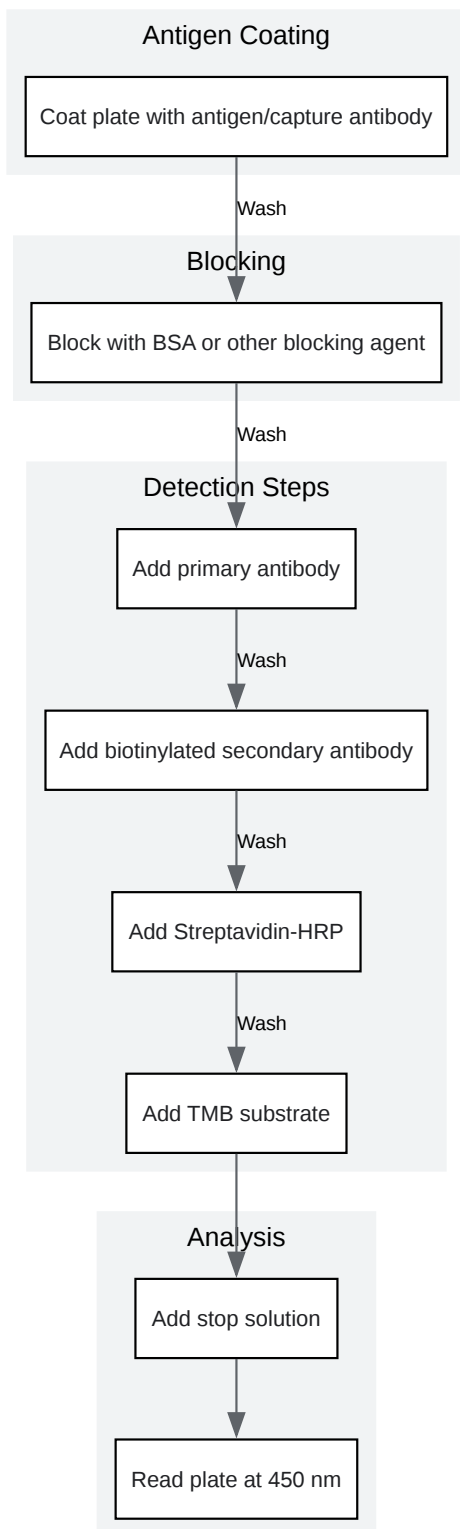 Antigen Coating
Coat plate with antigen/capture antibody
Wash
Blocking
Block with BSA or other blocking agent
Wash
Detection Steps
Add primary antibody
Wash
Add biotinylated secondary antibody
Wash
Add Streptavidin-HRP
Wash
Add TMB substrate
Analysis
Add stop solution
Read plate at 450 nm